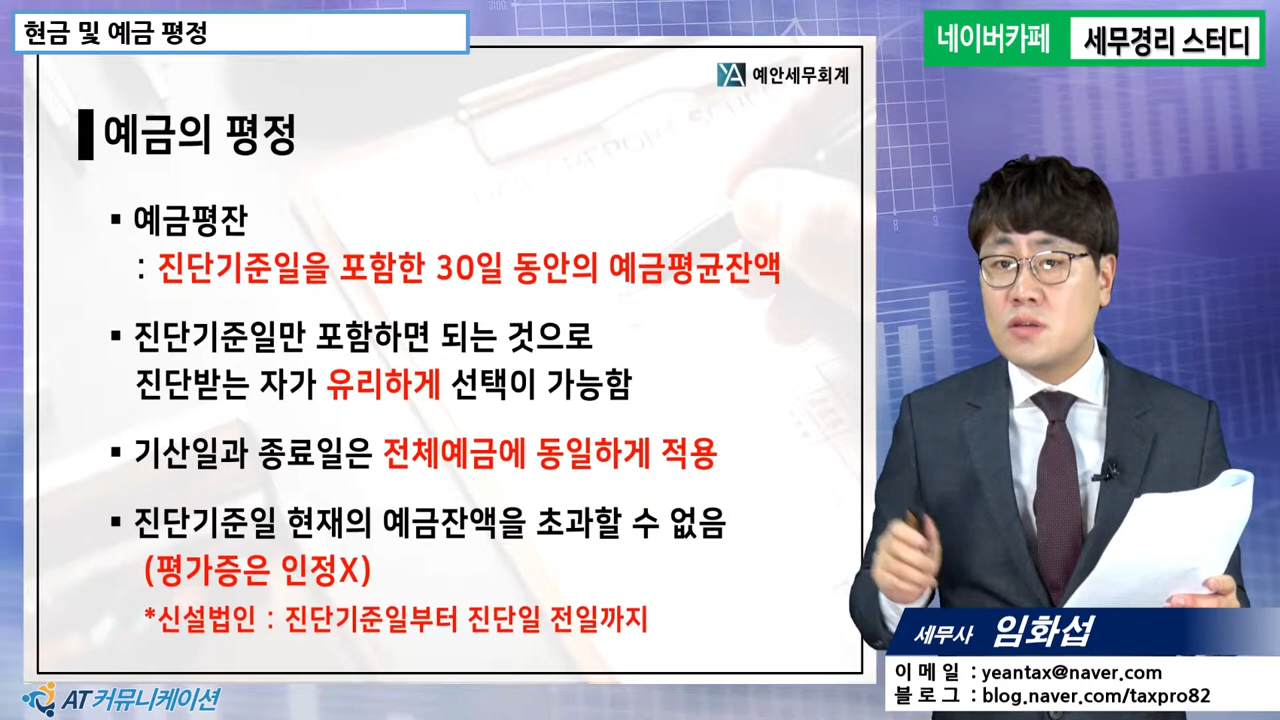 현금 및 예금 평정
네이버카페 세무경리 스터디
YA 예안세무회계
예금의 평정
▪ 예금평잔
: 진단기준일을 포함한 30일 동안의 예금평균잔액
▪ 진단기준일만 포함하면 되는 것으로
진단받는 자가 유리하게 선택이 가능함
▪ 기산일과 종료일은 전체예금에 동일하게 적용
▪ 진단기준일 현재의 예금잔액을 초과할 수 없음
(평가증은 인정X)
*신설법인 : 진단기준일부터 진단일 전일까지
세무사 임화섭
이 메 일 : yeantax@naver.com
블 로 그 : blog.naver.com/taxpro82
AT커뮤니케이션